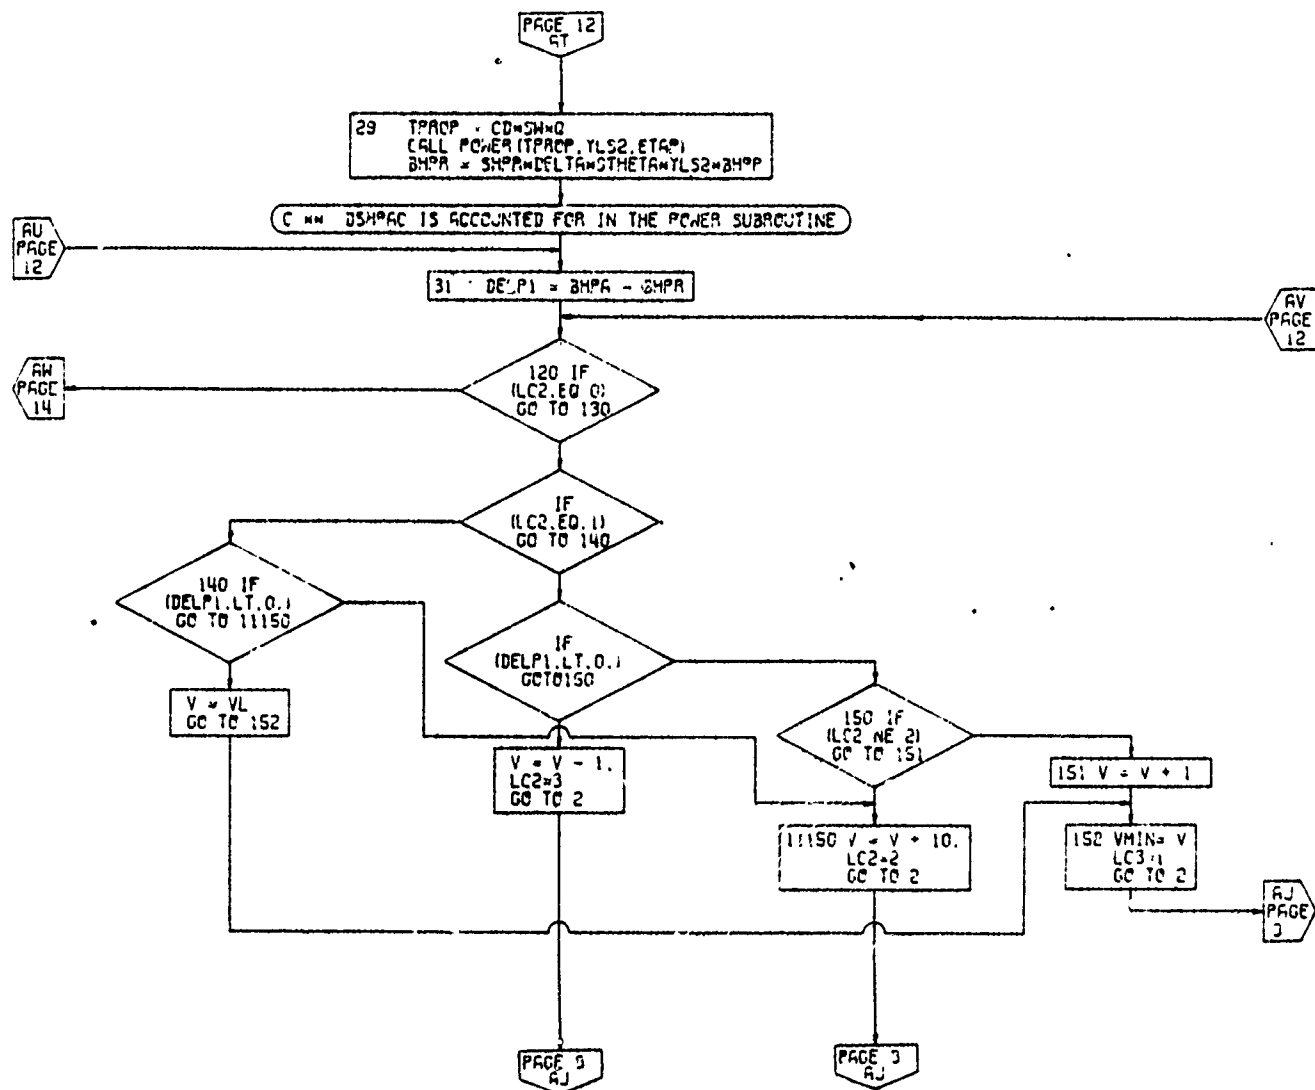 PAGE 12
AT
29 TPROP = CD*SW*Q
CALL POWER(TPROP,YLS2,ETAP)
BHPR = SHPR*DELTA*STHETA*YLS2*BHPP
C ** DSHPAC IS ACCOUNTED FOR IN THE POWER SUBROUTINE
AU
PAGE
12
31 DELP1 = BHPA - BHPR
AV
PAGE
12
AW
PAGE
14
120 IF
(LC2.EQ.0)
GO TO 130
IF
(LC2.EQ.1)
GO TO 140
140 IF
(DELP1.LT.0.)
GO TO 11150
IF
(DELP1.LT.0.)
GOTO150
V = VL
GO TO 152
150 IF
(LC2.NE.2)
GO TO 151
V = V - 1.
LC2=3
GO TO 2
151 V = V + 1
11150 V = V + 10.
LC2=2
GO TO 2
152 VMIN= V
LC3=1
GO TO 2
AJ
PAGE
3
PAGE
AJ
PAGE 3
AJ